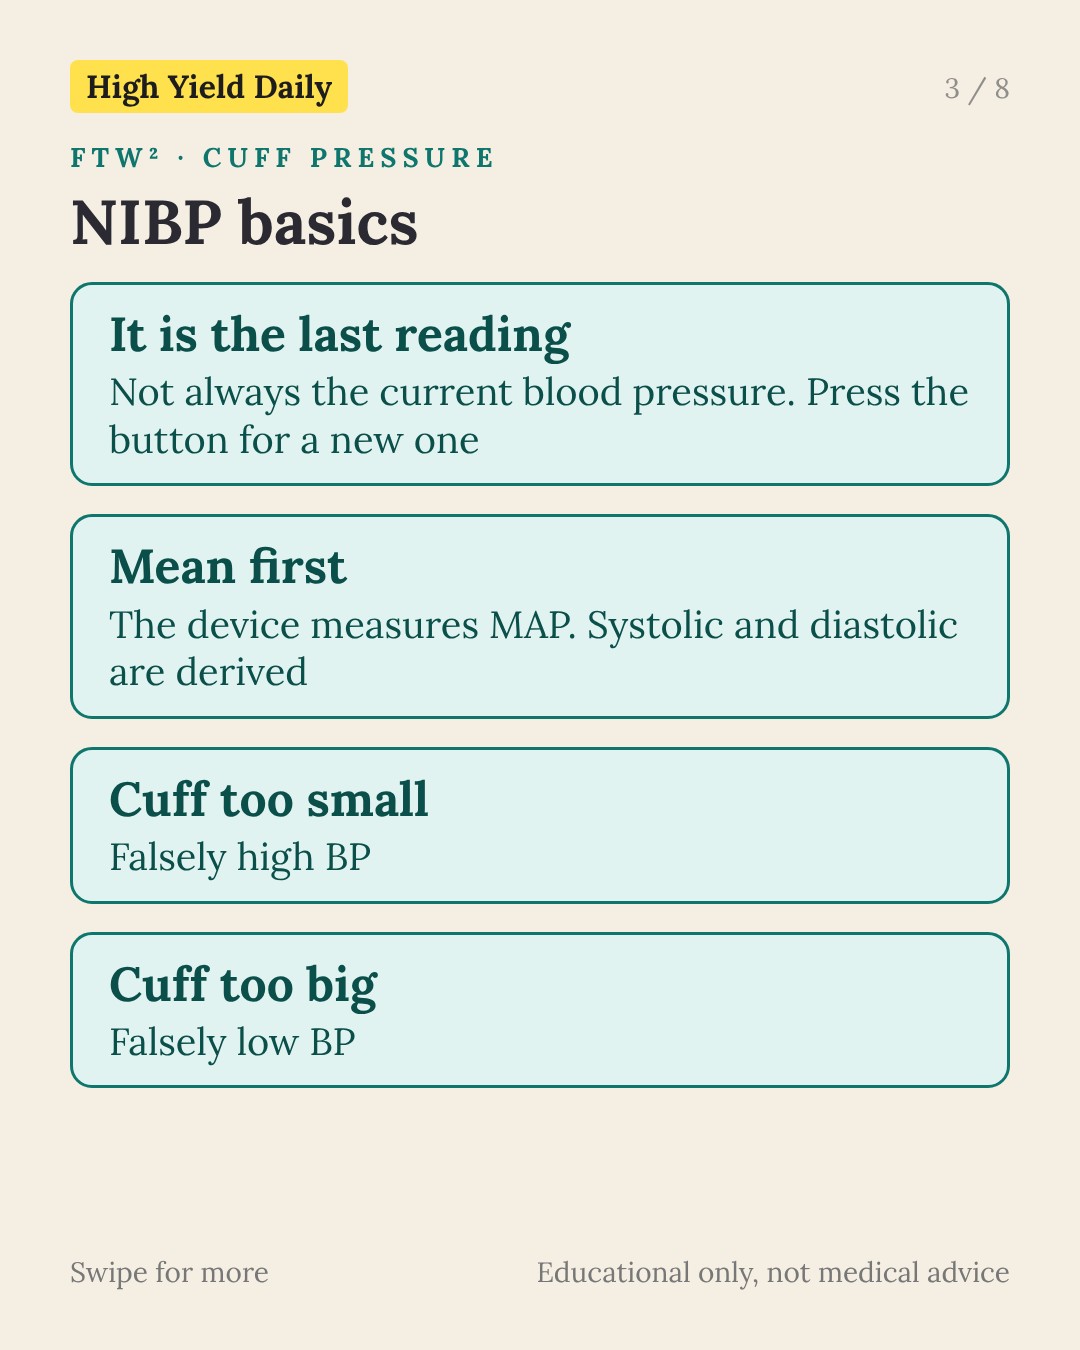 High Yield Daily
3 / 8
FTW² · CUFF PRESSURE
NIBP basics
It is the last reading
Not always the current blood pressure. Press the
button for a new one
Mean first
The device measures MAP. Systolic and diastolic
are derived
Cuff too small
Falsely high BP
Cuff too big
Falsely low BP
Swipe for more
Educational only, not medical advice